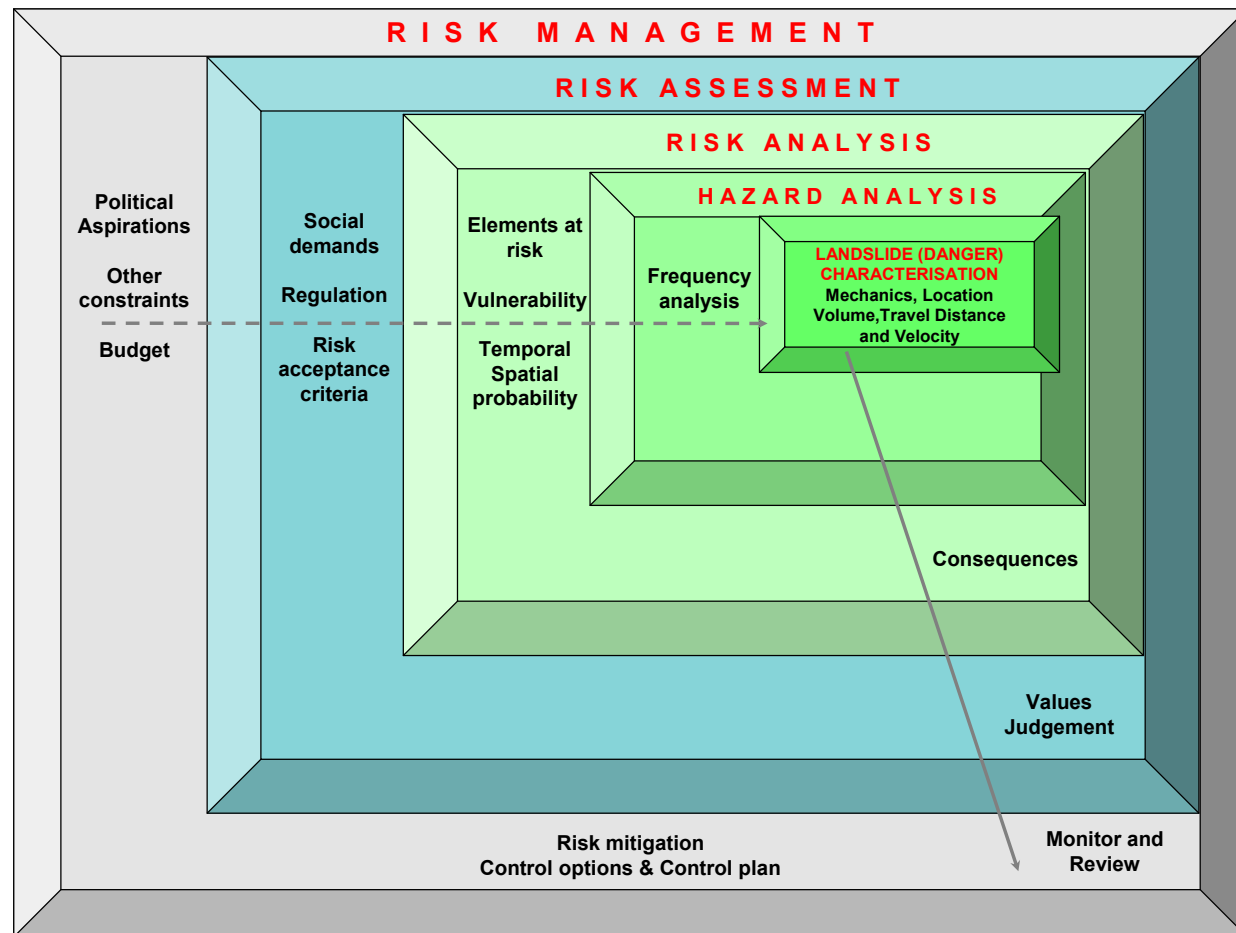 RISK MANAGEMENT
RISK ASSESSMENT
RISK ANALYSIS
HAZARD ANALYSIS
LANDSLIDE (DANGER)
CHARACTERISATION
Mechanics, Location
Volume,Travel Distance
and Velocity
Political
Aspirations
Other
constraints
Budget
Social
demands
Regulation
Risk
acceptance
criteria
Elements at
risk
Vulnerability
Temporal
Spatial
probability
Frequency
analysis
Consequences
Values
Judgement
Risk mitigation
Control options & Control plan
Monitor and
Review